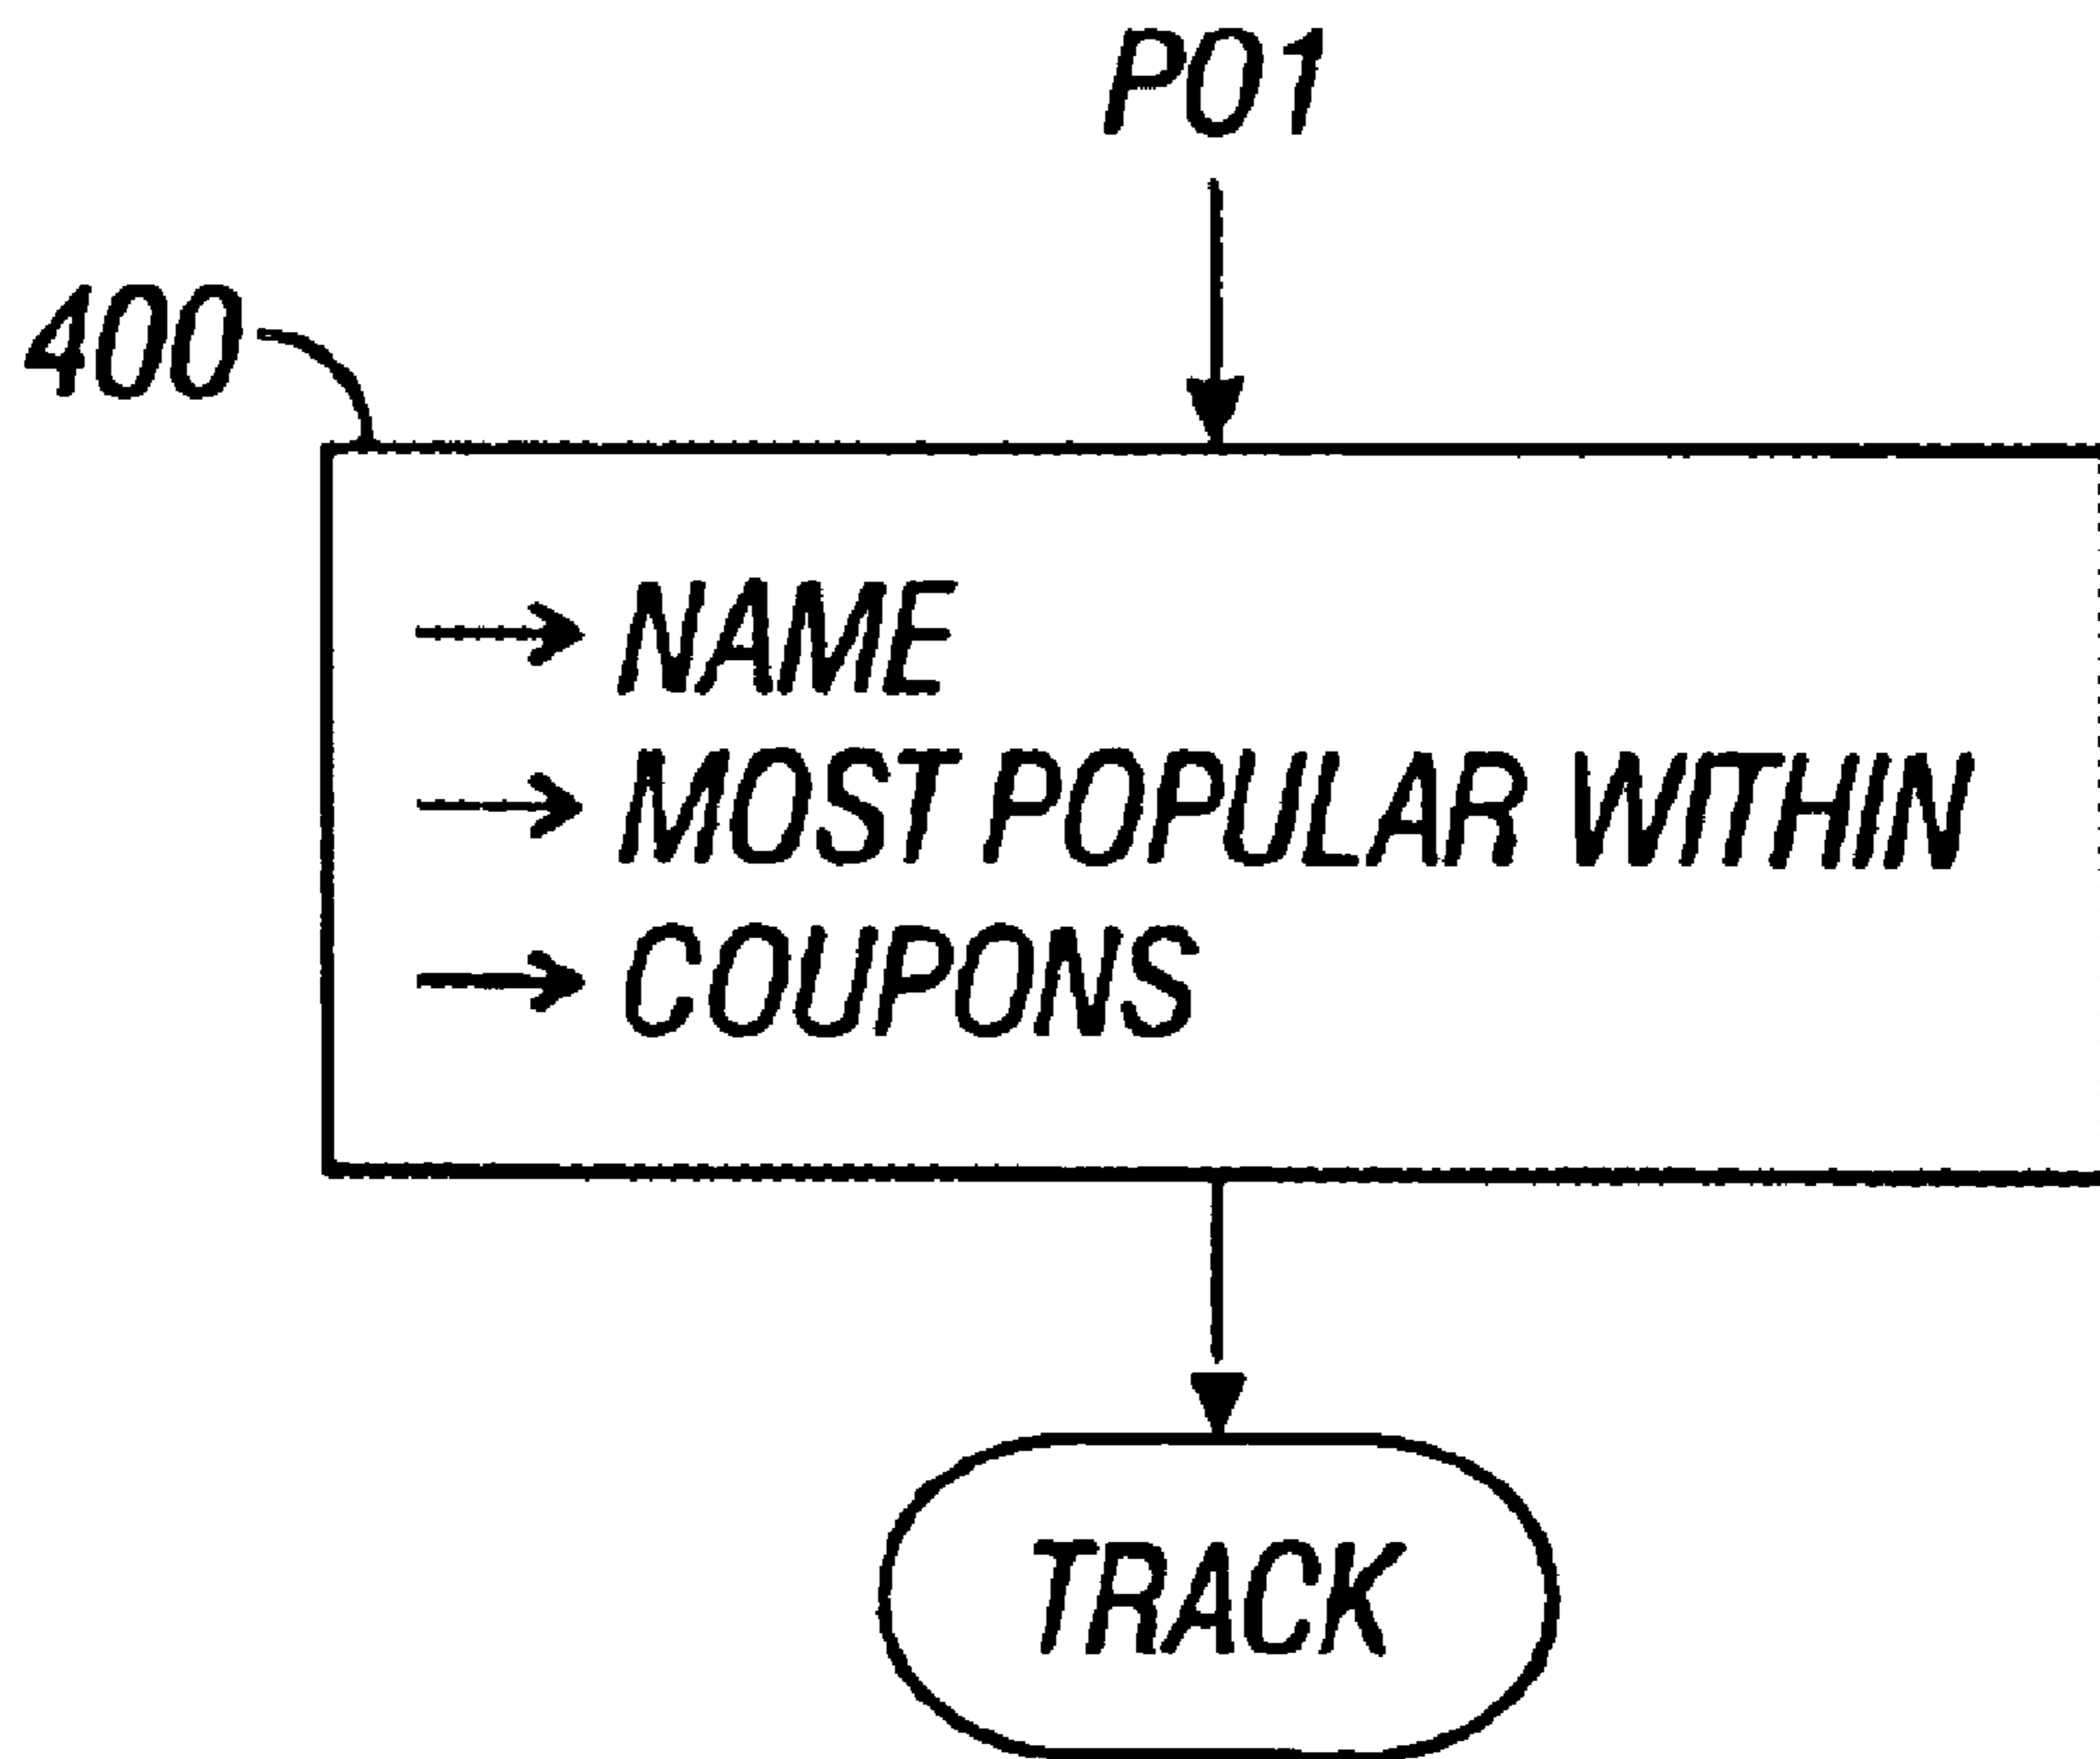 P01
400
NAME
MOST POPULAR WITHIN
COUPONS
TRACK